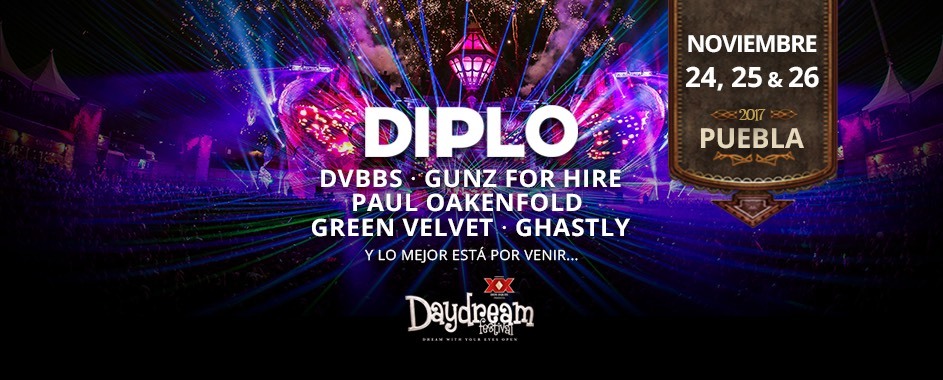 DIPLO
DVBBS · GUNZ FOR HIRE
PAUL OAKENFOLD
GREEN VELVET · GHASTLY
Y LO MEJOR ESTÁ POR VENIR...
XX
Daydream
festival
DREAM WITH YOUR EYES OPEN
NOVIEMBRE
24, 25 & 26
2017
PUEBLA